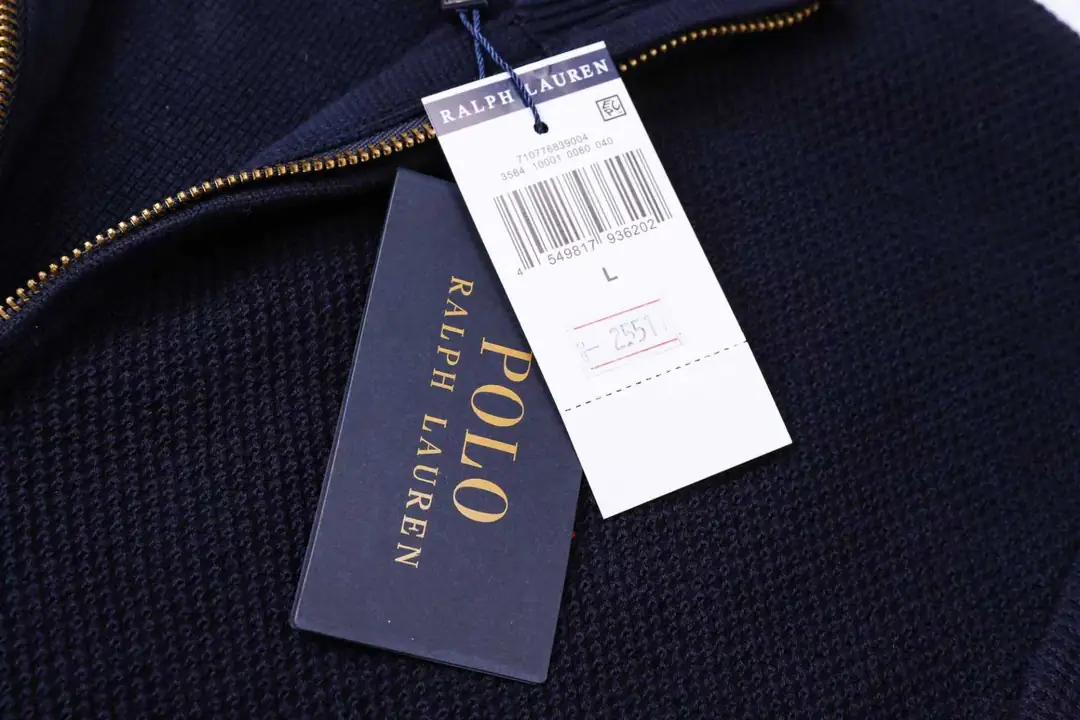 RALPH LAUREN
710776839004
3584 10001 0080 040
4 549817 936202
L
2551
POLO
RALPH LAUREN